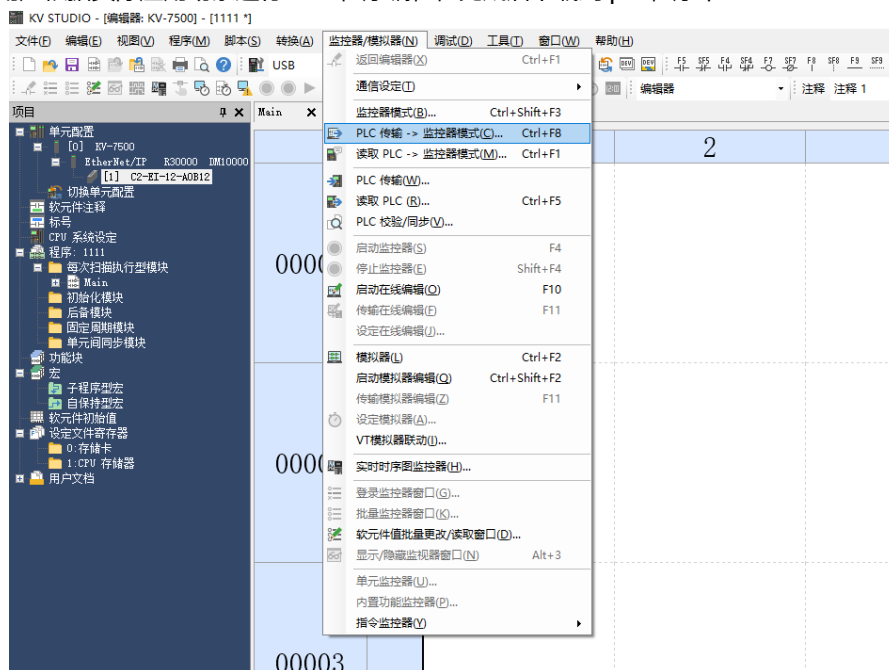 KV STUDIO - [编辑器: KV-7500] - [1111 *]
文件(F) 编辑(E) 视图(V) 程序(M) 脚本(S) 转换(A) 监控器/模拟器(N) 调试(D) 工具(T) 窗口(W) 帮助(H)
USB
F5 SF5 F4 SF4 F7 SF7 F8 SF8 F9 SF9
编辑器 注释 注释 1
项目
Main
单元配置
[0] KV-7500
EtherNet/IP R30000 DM10000
[1] C2-EI-12-AOB12
切换单元配置
软元件注释
标号
CPU 系统设定
程序: 1111
每次扫描执行型模块
Main
初始化模块
后备模块
固定周期模块
单元间同步模块
功能块
宏
子程序型宏
自保持型宏
软元件初始值
设定文件寄存器
0:存储卡
1:CPU 存储器
用户文档
返回编辑器(X) Ctrl+F1
通信设定(T)
监控器模式(B)... Ctrl+Shift+F3
PLC 传输 -> 监控器模式(C)... Ctrl+F8
读取 PLC -> 监控器模式(M)... Ctrl+F1
PLC 传输(W)...
读取 PLC (R)... Ctrl+F5
PLC 校验/同步(V)...
启动监控器(S) F4
停止监控器(E) Shift+F4
启动在线编辑(O) F10
传输在线编辑(F) F11
设定在线编辑(J)...
模拟器(L) Ctrl+F2
启动模拟器编辑(Q) Ctrl+Shift+F2
传输模拟器编辑(Z) F11
设定模拟器(A)...
VT模拟器联动(I)...
实时时序图监控器(H)...
登录监控器窗口(G)...
批量监控器窗口(K)...
软元件值批量更改/读取窗口(D)...
显示/隐藏监视器窗口(N) Alt+3
单元监控器(U)...
内置功能监控器(P)...
指令监控器(Y)
2
0000
0000
00003